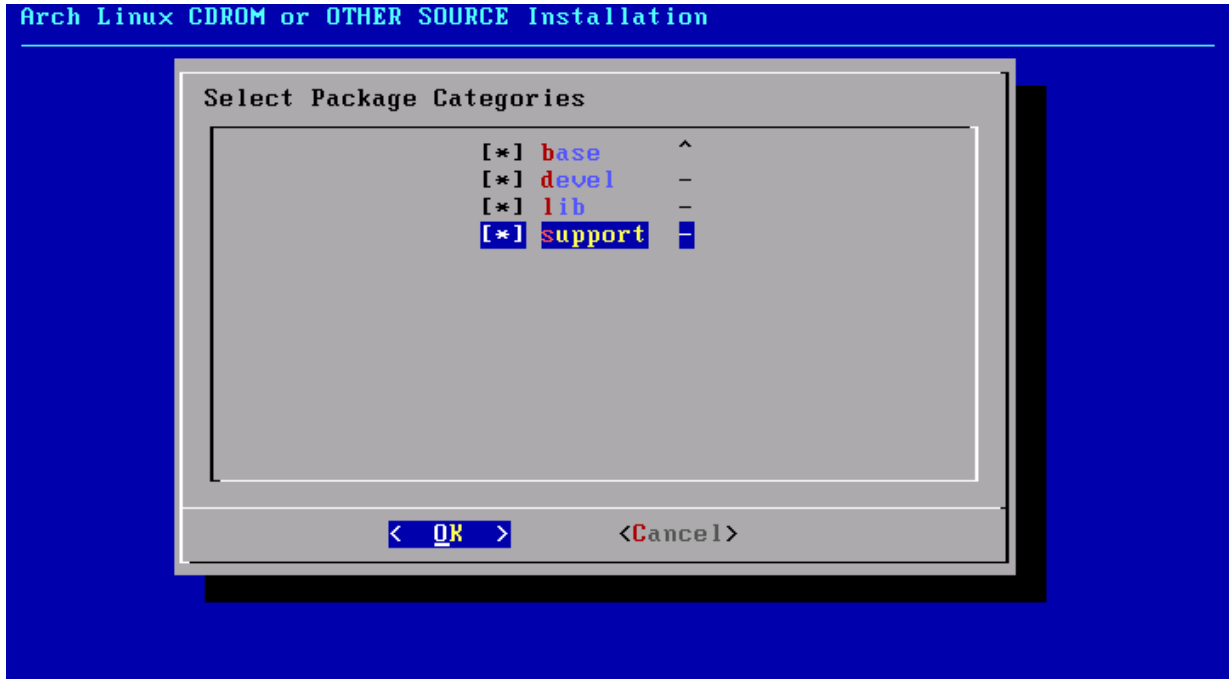 Arch Linux CDROM or OTHER SOURCE Installation
Select Package Categories
[*] base ^
[*] devel -
[*] lib -
[*] support -
< OK > <Cancel>